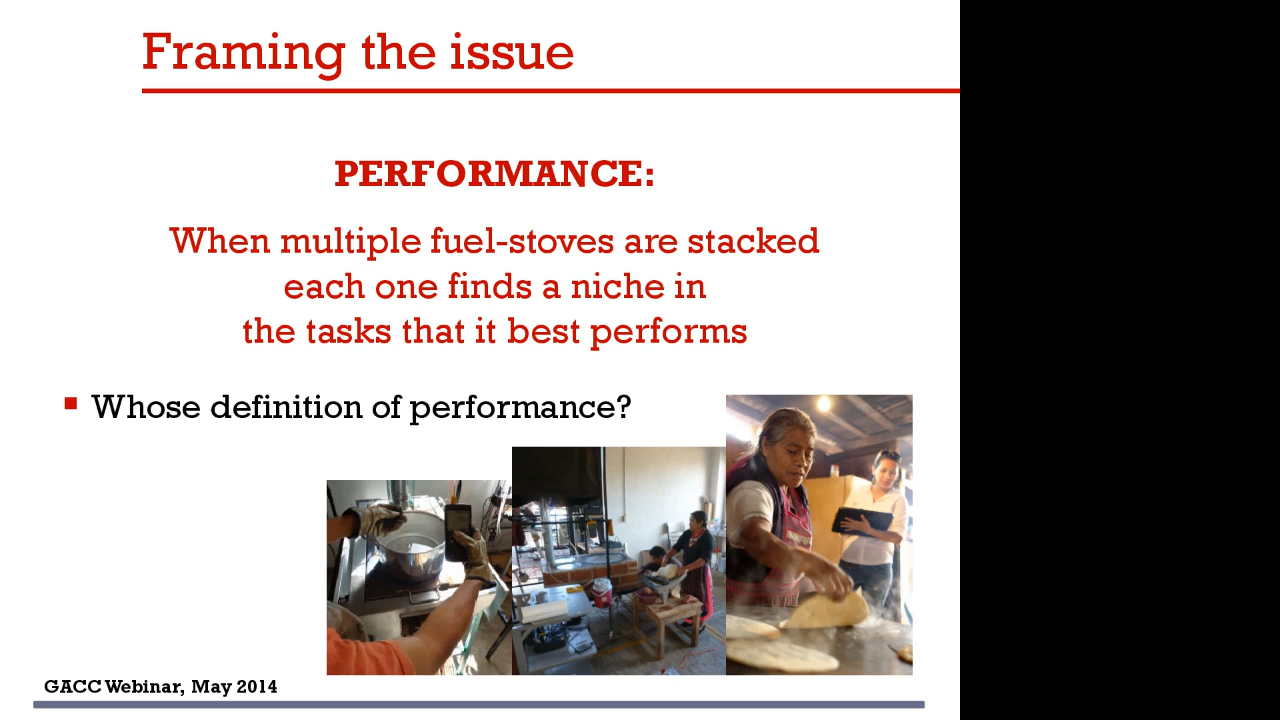 Framing the issue
PERFORMANCE:
When multiple fuel-stoves are stacked
each one finds a niche in
the tasks that it best performs
Whose definition of performance?
GACC Webinar, May 2014